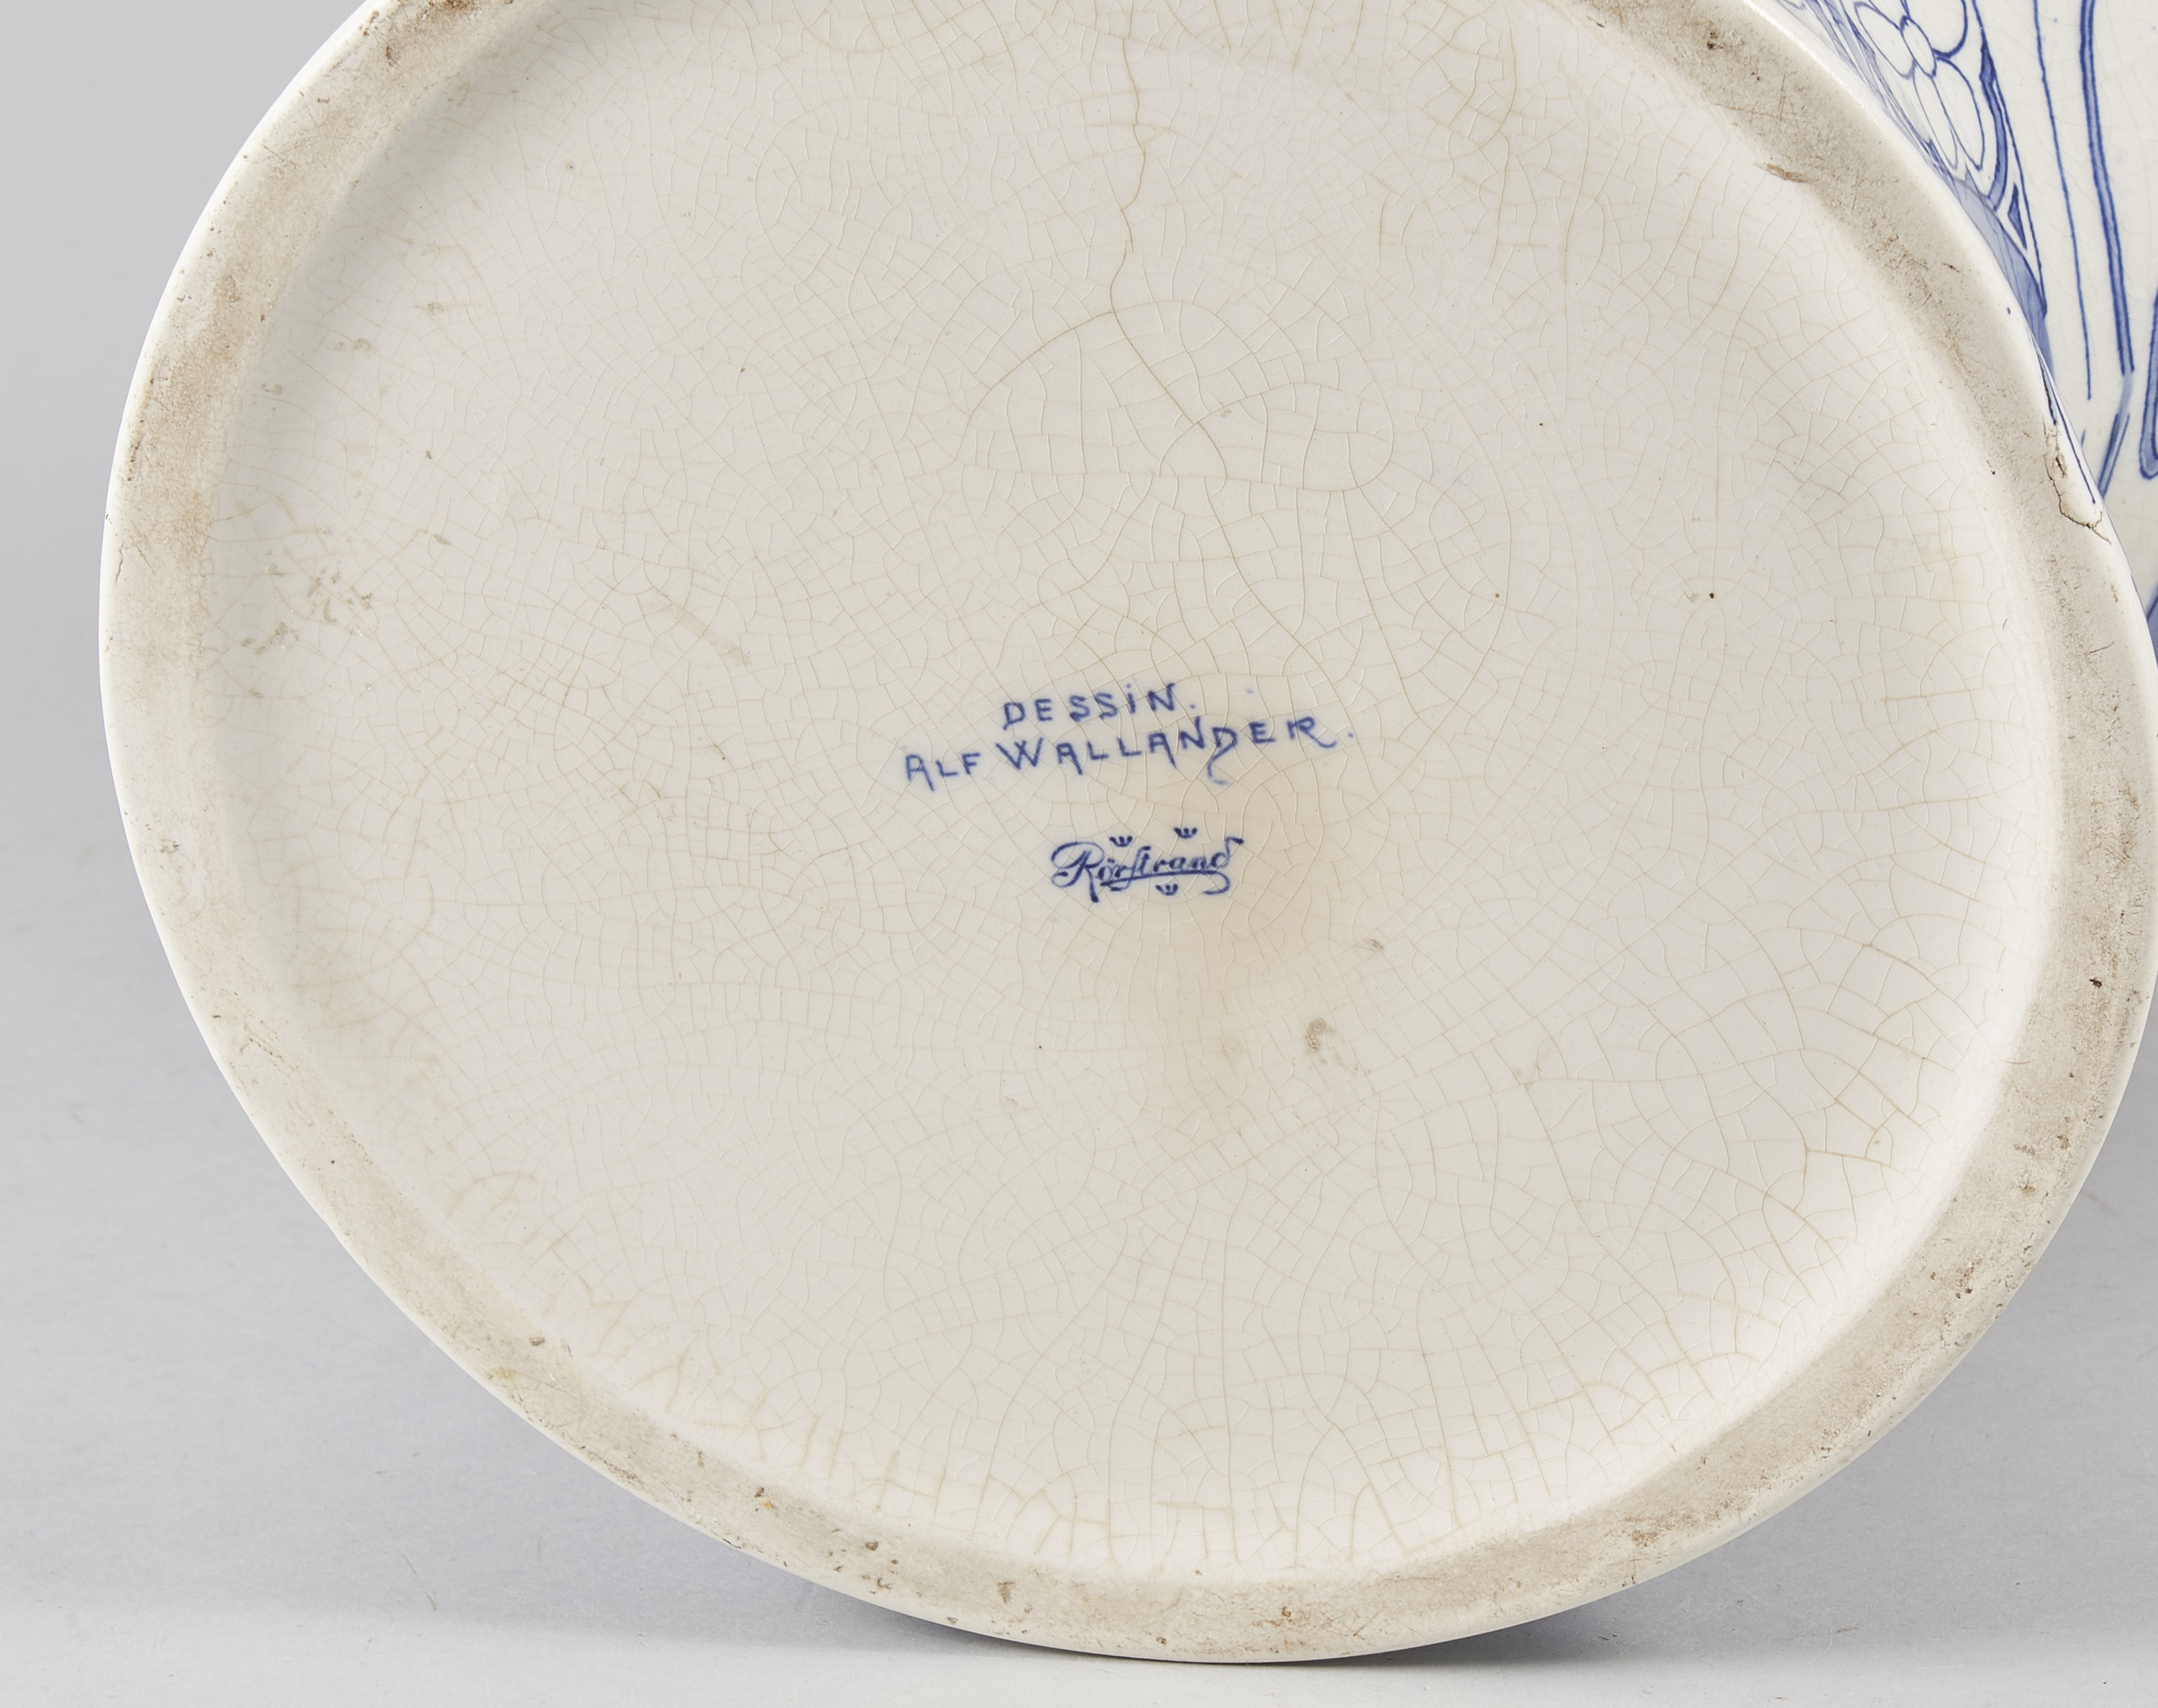 DESSIN.
ALF WALLANDER.
Rörstrand